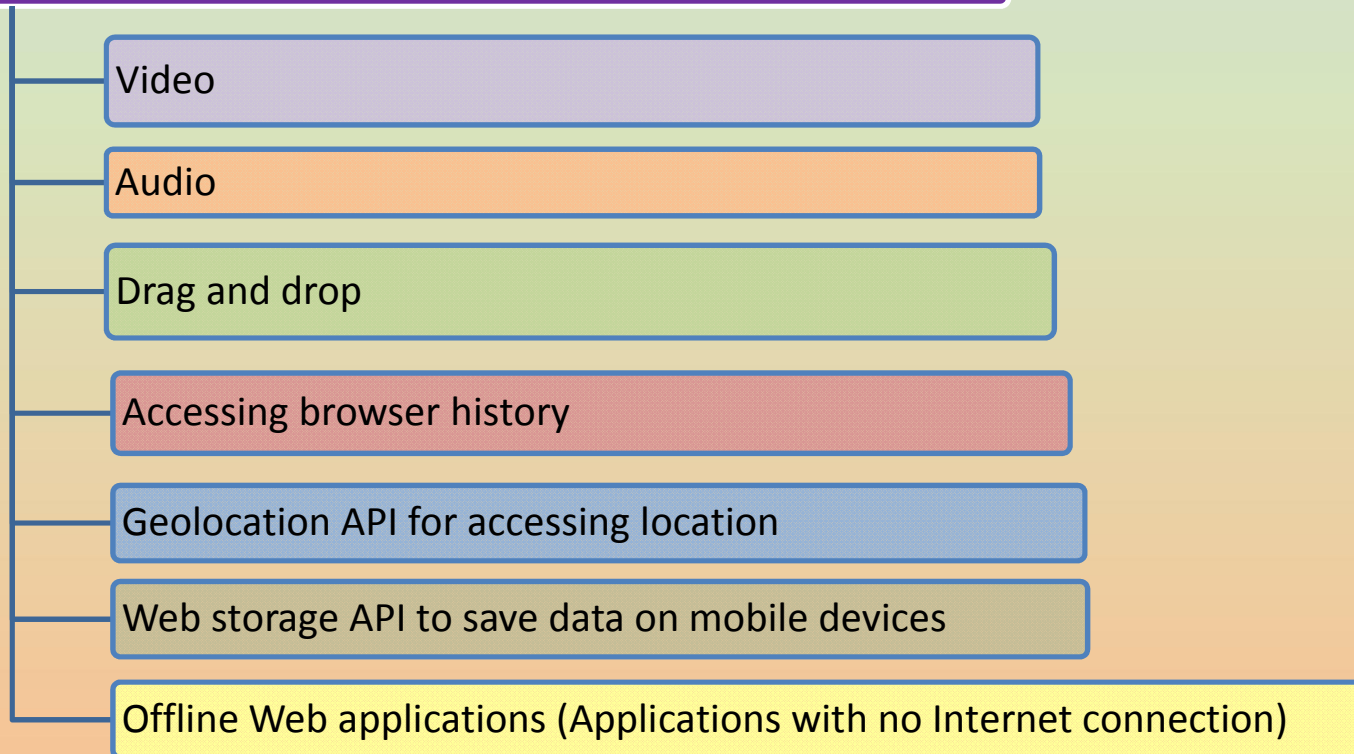 Video
Audio
Drag and drop
Accessing browser history
Geolocation API for accessing location
Web storage API to save data on mobile devices
Offline Web applications (Applications with no Internet connection)